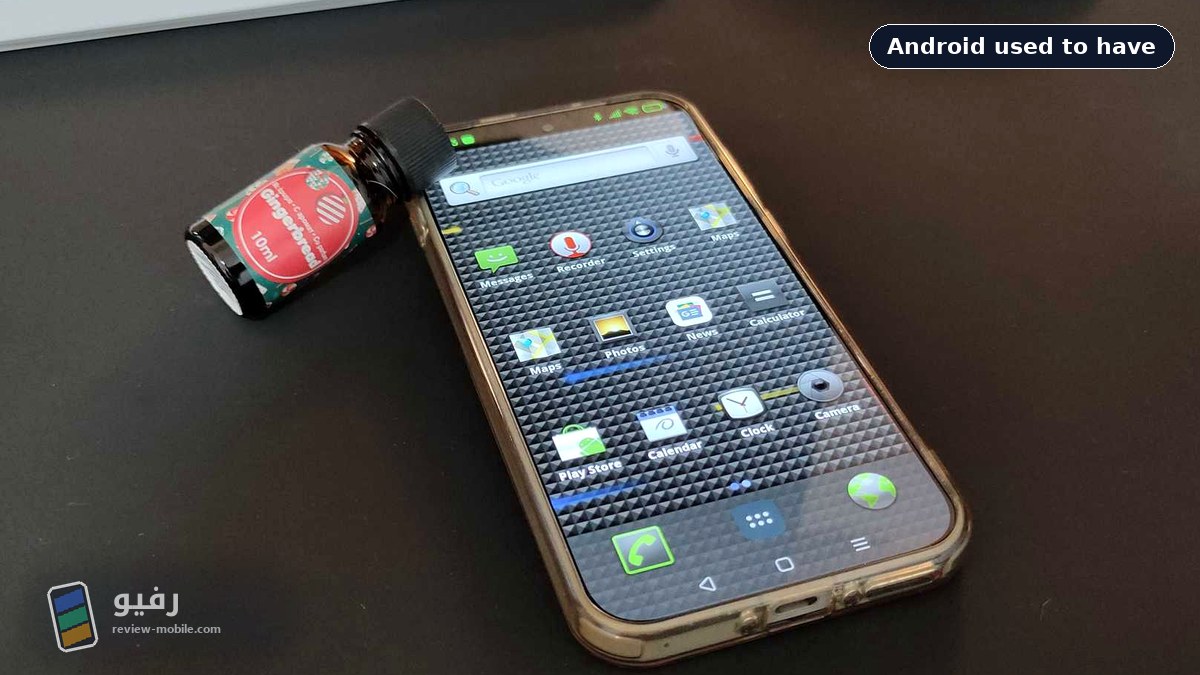 Android used to have
Gingerbread
10ml
Google
Messages
Recorder
Settings
Maps
Maps
Photos
News
Calculator
Play Store
Calendar
Clock
Camera
رفيو
review-mobile.com